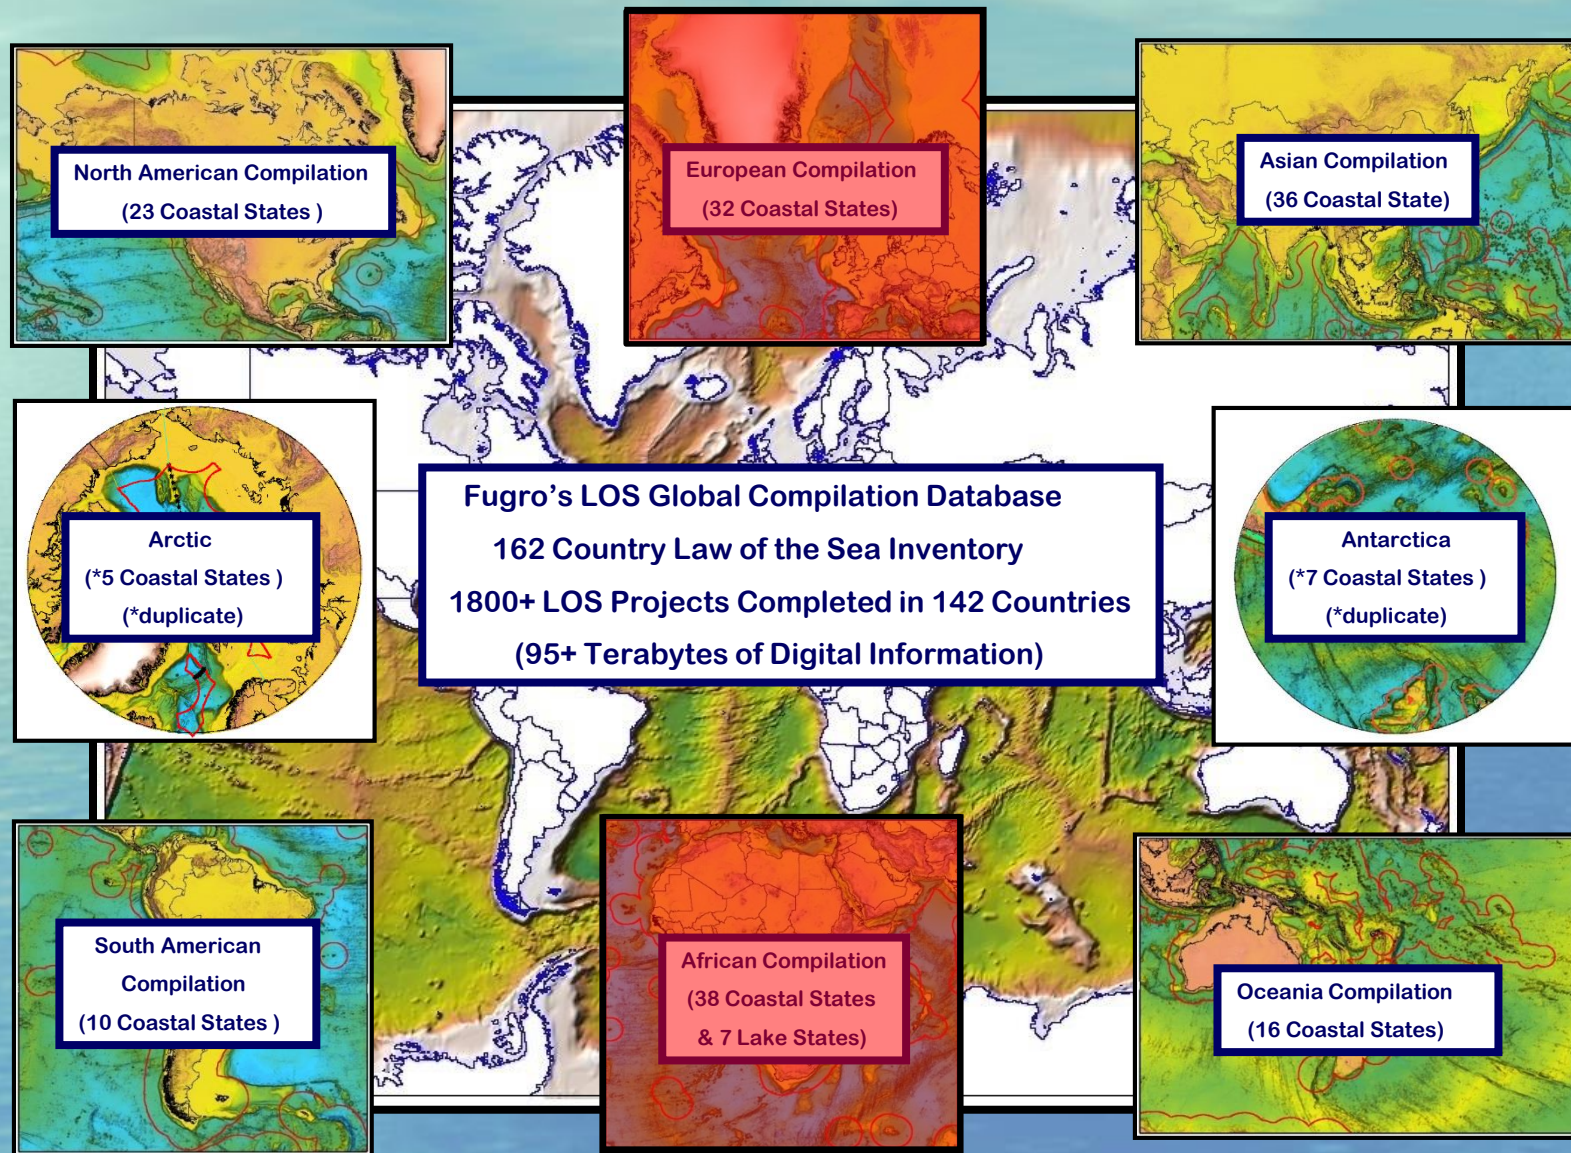 North American Compilation
(23 Coastal States )
European Compilation
(32 Coastal States)
Asian Compilation
(36 Coastal State)
Arctic
(*5 Coastal States )
(*duplicate)
Fugro's LOS Global Compilation Database
162 Country Law of the Sea Inventory
1800+ LOS Projects Completed in 142 Countries
(95+ Terabytes of Digital Information)
Antarctica
(*7 Coastal States )
(*duplicate)
South American
Compilation
(10 Coastal States )
African Compilation
(38 Coastal States
& 7 Lake States)
Oceania Compilation
(16 Coastal States)